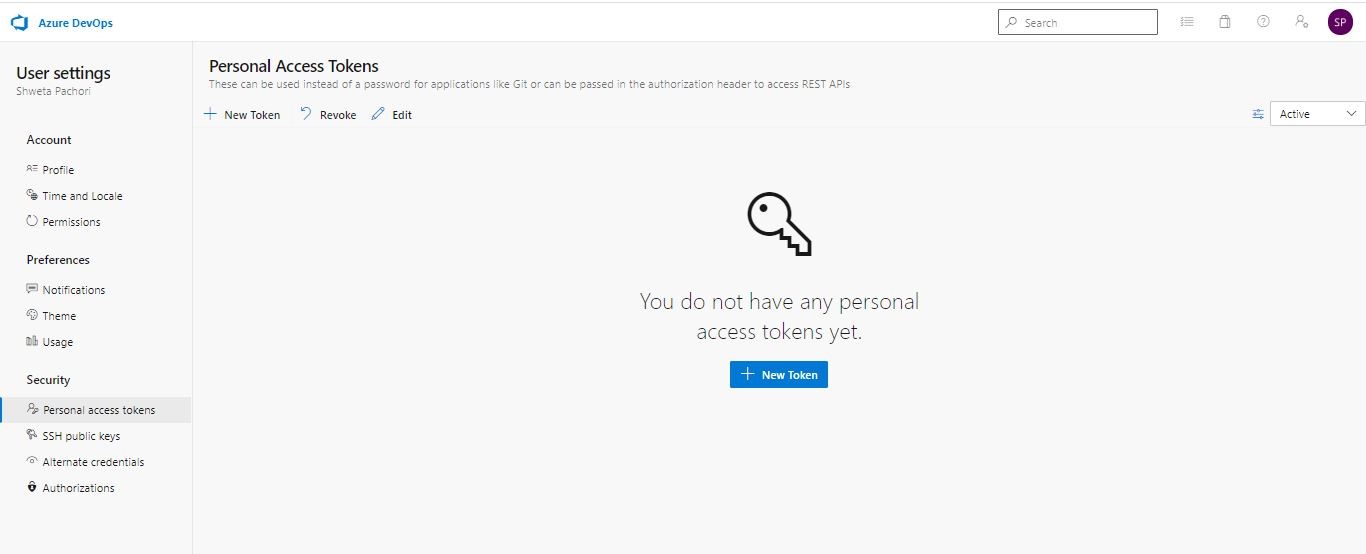 Azure DevOps
Search
SP
User settings
Shweta Pachori
Account
Profile
Time and Locale
Permissions
Preferences
Notifications
Theme
Usage
Security
Personal access tokens
SSH public keys
Alternate credentials
Authorizations
Personal Access Tokens
These can be used instead of a password for applications like Git or can be passed in the authorization header to access REST APIs
New Token Revoke Edit Active
You do not have any personal
access tokens yet.
New Token